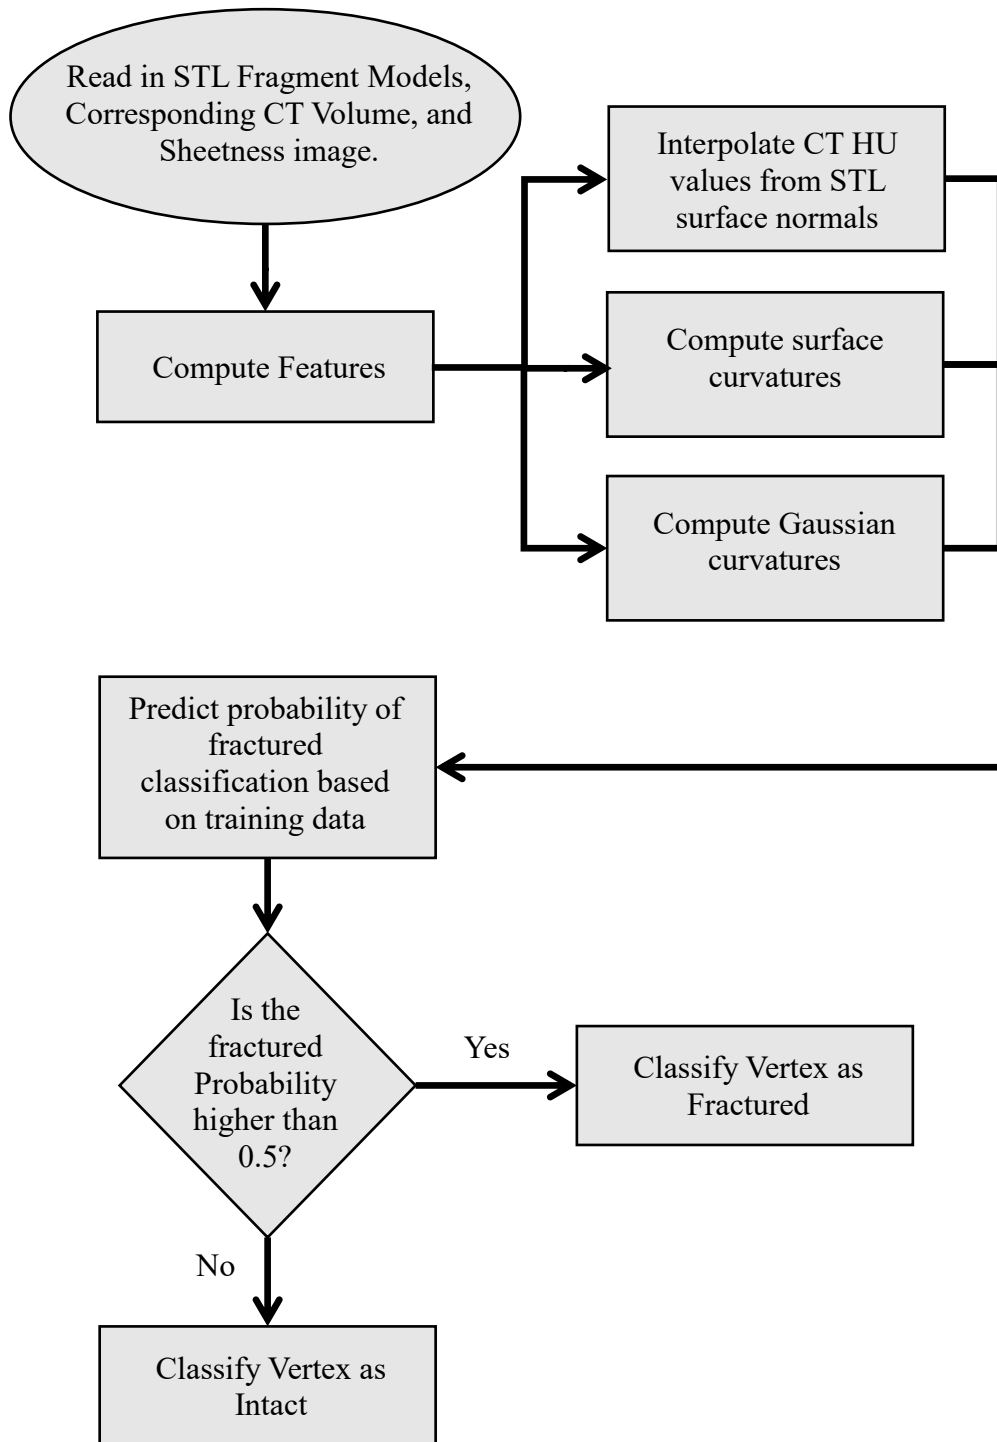 Read in STL Fragment Models,
Corresponding CT Volume, and
Sheetness image.
Interpolate CT HU
values from STL
surface normals
Compute Features
Compute surface
curvatures
Compute Gaussian
curvatures
Predict probability of
fractured
classification based
on training data
Is the
fractured
Probability
higher than
0.5?
Yes
Classify Vertex as
Fractured
No
Classify Vertex as
Intact